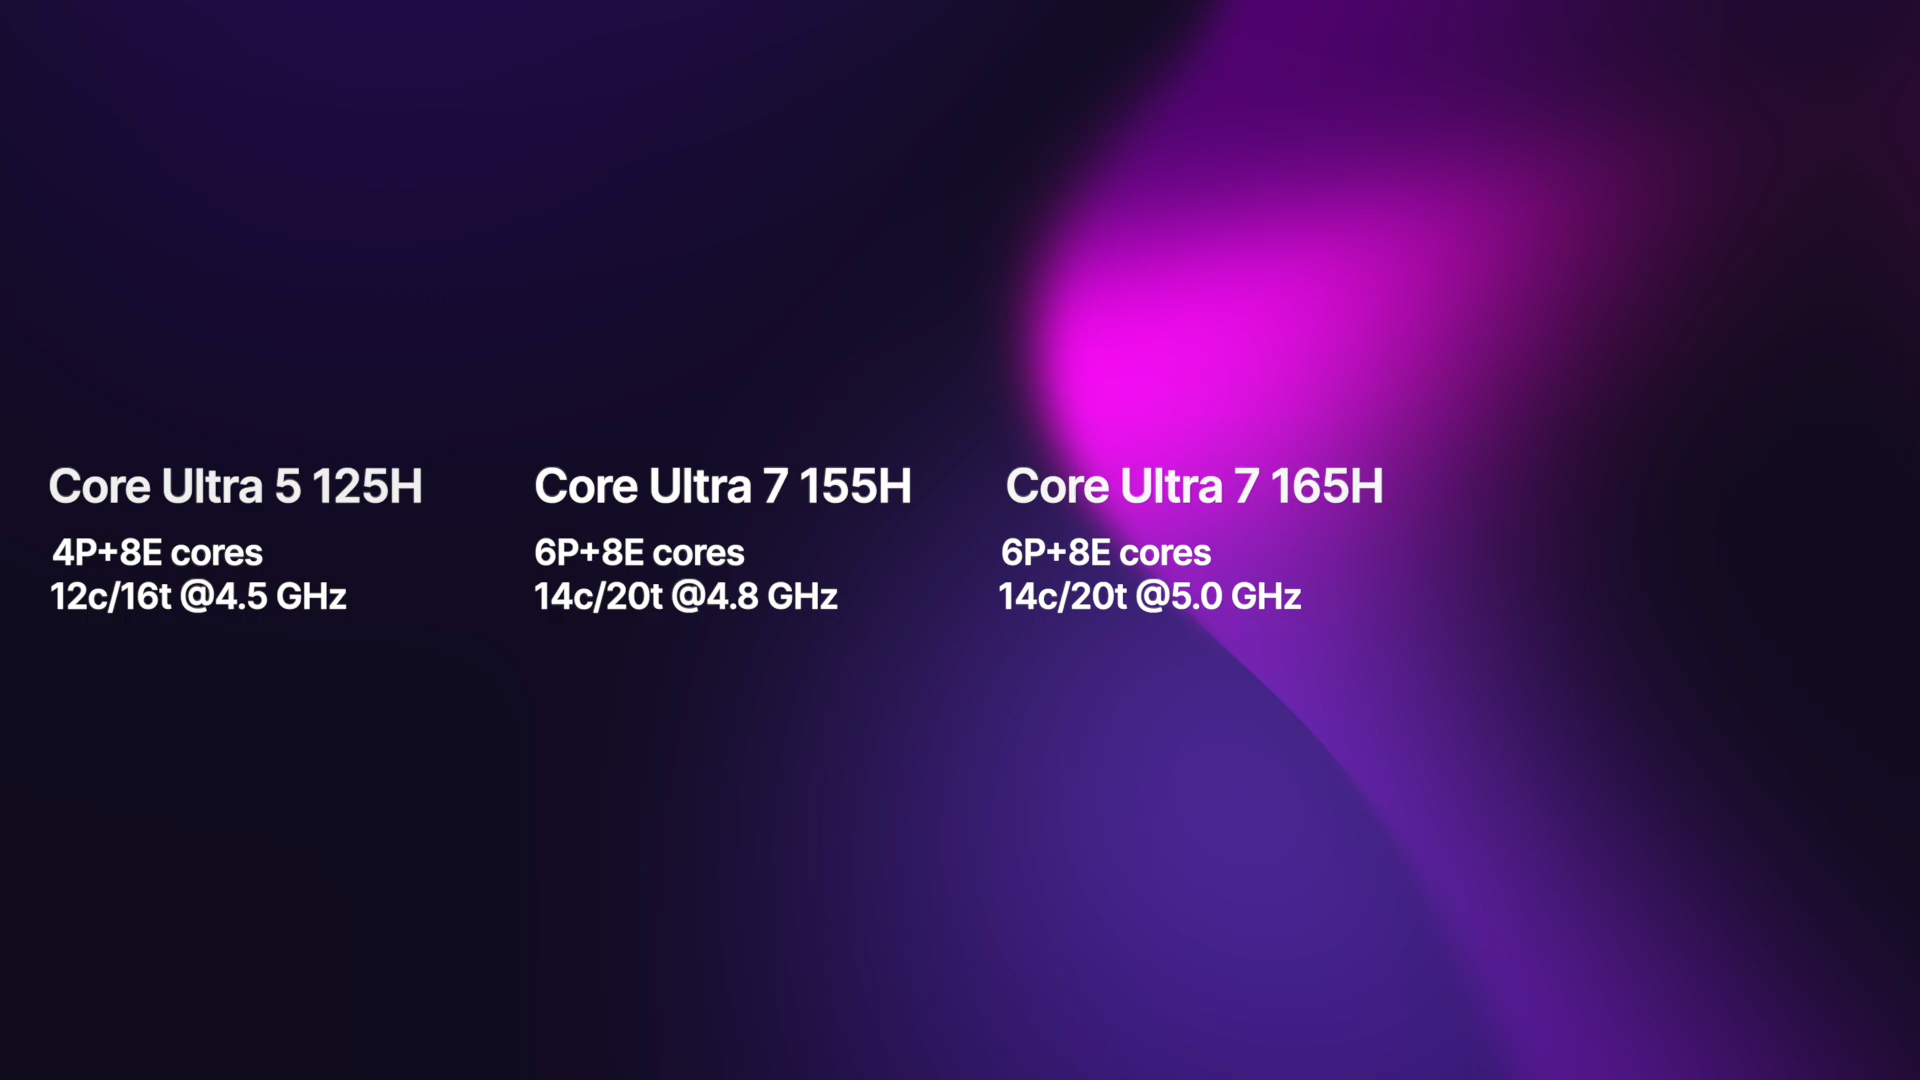 Core Ultra 5 125H
4P+8E cores
12c/16t @4.5 GHz
Core Ultra 7 155H
6P+8E cores
14c/20t @4.8 GHz
Core Ultra 7 165H
6P+8E cores
14c/20t @5.0 GHz